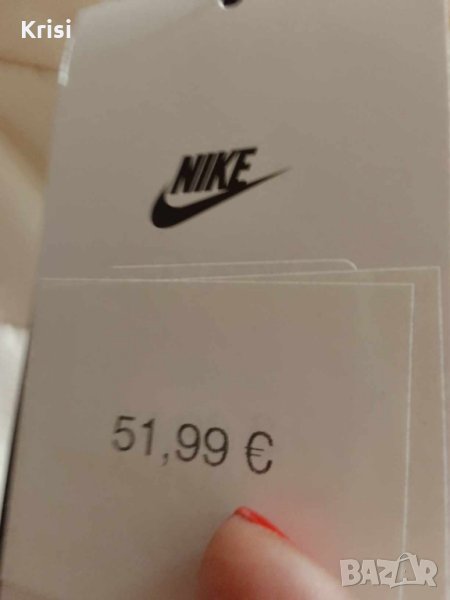 Krisi
NIKE
51,99 €
BAZAR